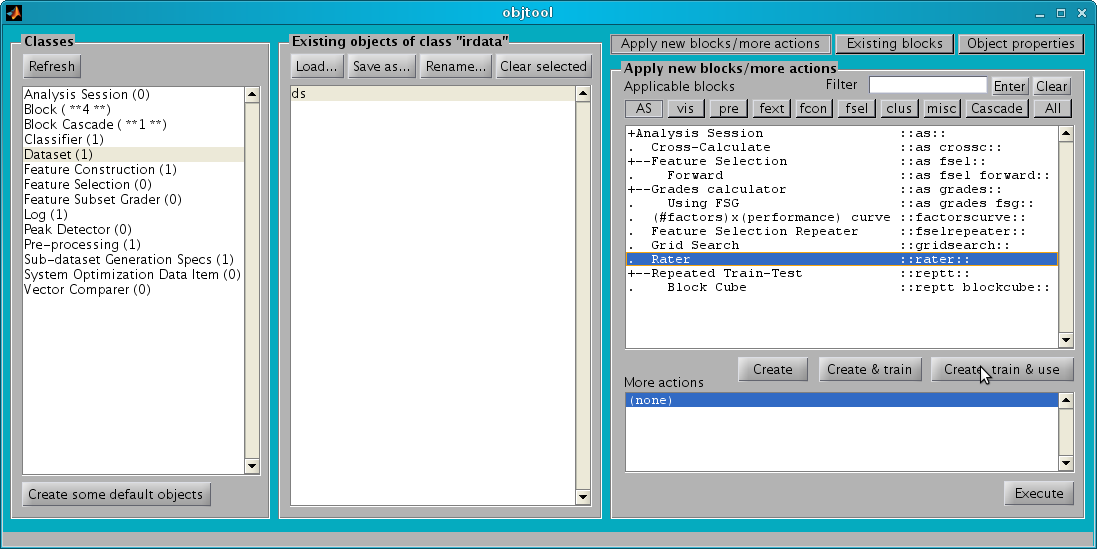 objtool
Classes
Refresh
Analysis Session (0)
Block ( **4 **)
Block Cascade ( **1 **)
Classifier (1)
Dataset (1)
Feature Construction (1)
Feature Selection (0)
Feature Subset Grader (0)
Log (1)
Peak Detector (0)
Pre-processing (1)
Sub-dataset Generation Specs (1)
System Optimization Data Item (0)
Vector Comparer (0)
Create some default objects
Existing objects of class "irdata"
Load... Save as... Rename... Clear selected
ds
Apply new blocks/more actions Existing blocks Object properties
Apply new blocks/more actions
Applicable blocks Filter Enter Clear
AS vis pre fext fcon fsel clus misc Cascade All
+Analysis Session ::as::
. Cross-Calculate ::as crossc::
+--Feature Selection ::as fsel::
. Forward ::as fsel forward::
+--Grades calculator ::as grades::
. Using FSG ::as grades fsg::
. (#factors)x(performance) curve ::factorscurve::
. Feature Selection Repeater ::fselrepeater::
. Grid Search ::gridsearch::
. Rater ::rater::
+--Repeated Train-Test ::reptt::
. Block Cube ::reptt blockcube::
Create Create & train Create, train & use
More actions
(none)
Execute